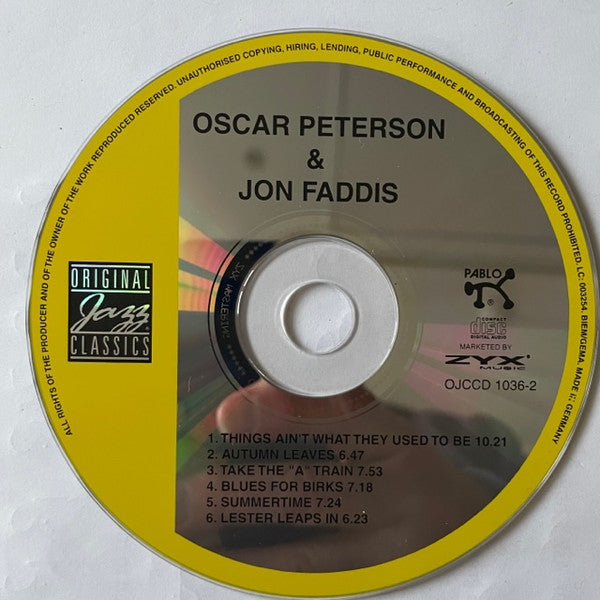 ALL RIGHTS OF THE PRODUCER AND OF THE OWNER OF THE WORK REPRODUCED RESERVED. UNAUTHORISED COPYING, HIRING, LENDING, PUBLIC PERFORMANCE AND BROADCASTING OF THIS RECORD PROHIBITED. LC: 003254. BIEM/GEMA. MADE IN GERMANY
OSCAR PETERSON
&
JON FADDIS
ORIGINAL
Jazz
CLASSICS
PABLO
®
COMPACT
disc
DIGITAL AUDIO
MARKETED BY
ZYX
MUSIC
OJCCD 1036-2
ZYX MASTERING
1. THINGS AIN'T WHAT THEY USED TO BE 10.21
2. AUTUMN LEAVES 6.47
3. TAKE THE "A" TRAIN 7.53
4. BLUES FOR BIRKS 7.18
5. SUMMERTIME 7.24
6. LESTER LEAPS IN 6.23